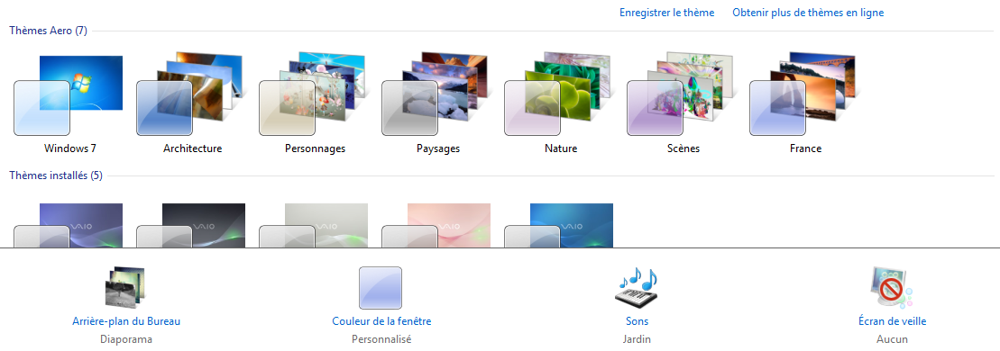 Enregistrer le thème Obtenir plus de thèmes en ligne
Thèmes Aero (7)
Windows 7 Architecture Personnages Paysages Nature Scènes France
Thèmes installés (5)
VAIO VAIO VAIO VAIO VAIO
Arrière-plan du Bureau Couleur de la fenêtre Sons Écran de veille
Diaporama Personnalisé Jardin Aucun